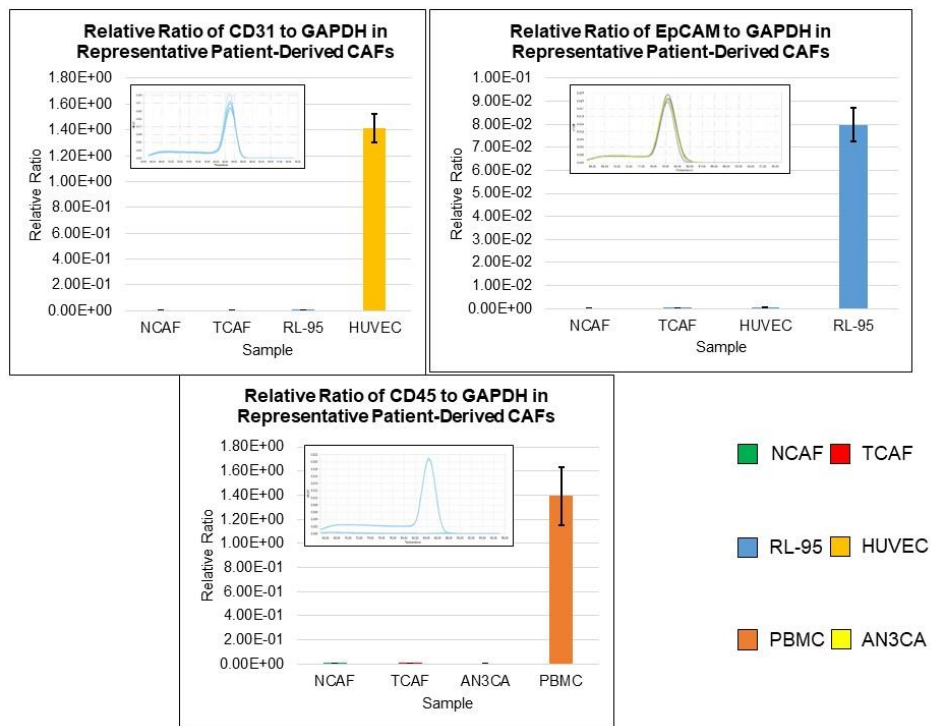 Relative Ratio of CD31 to GAPDH in
Representative Patient-Derived CAFs
1.80E+00
1.60E+00
1.40E+00
1.20E+00
1.00E+00
8.00E-01
6.00E-01
4.00E-01
2.00E-01
0.00E+00
Relative Ratio
NCAF TCAF RL-95 HUVEC
Sample
Relative Ratio of EpCAM to GAPDH in
Representative Patient-Derived CAFs
1.00E-01
9.00E-02
8.00E-02
7.00E-02
6.00E-02
5.00E-02
4.00E-02
3.00E-02
2.00E-02
1.00E-02
0.00E+00
Relative Ratio
NCAF TCAF HUVEC RL-95
Sample
Relative Ratio of CD45 to GAPDH in
Representative Patient-Derived CAFs
1.80E+00
1.60E+00
1.40E+00
1.20E+00
1.00E+00
8.00E-01
6.00E-01
4.00E-01
2.00E-01
0.00E+00
Relative Ratio
NCAF TCAF AN3CA PBMC
Sample
NCAF TCAF
RL-95 HUVEC
PBMC AN3CA